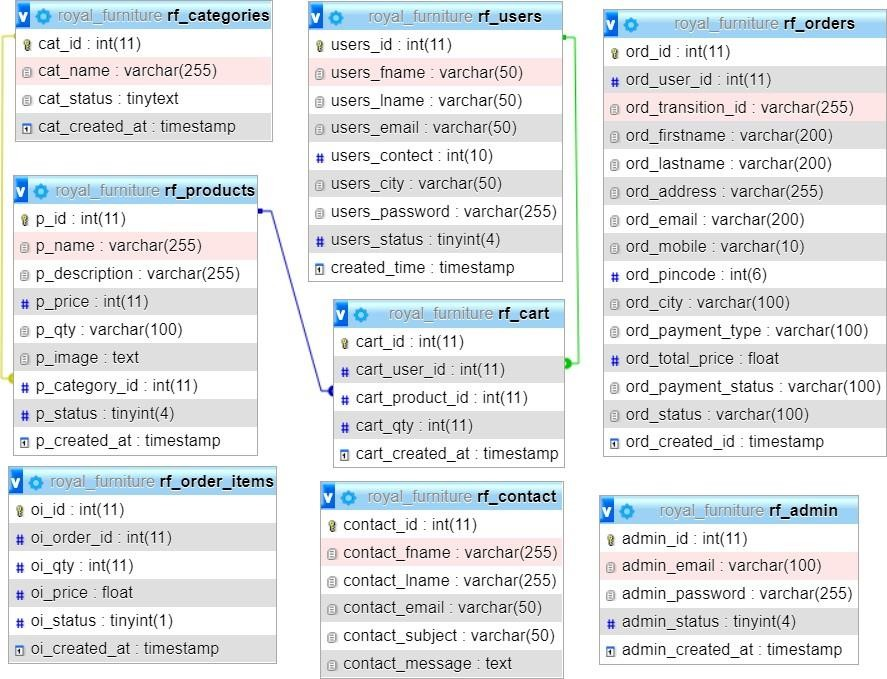 royal_furniture rf_categories
cat_id : int(11)
cat_name : varchar(255)
cat_status : tinytext
cat_created_at : timestamp
royal_furniture rf_products
p_id : int(11)
p_name : varchar(255)
p_description : varchar(255)
p_price : int(11)
p_qty : varchar(100)
p_image : text
p_category_id : int(11)
p_status : tinyint(4)
p_created_at : timestamp
royal_furniture rf_order_items
oi_id : int(11)
oi_order_id : int(11)
oi_qty : int(11)
oi_price : float
oi_status : tinyint(1)
oi_created_at : timestamp
royal_furniture rf_users
users_id : int(11)
users_fname : varchar(50)
users_lname : varchar(50)
users_email : varchar(50)
users_contect : int(10)
users_city : varchar(50)
users_password : varchar(255)
users_status : tinyint(4)
created_time : timestamp
royal_furniture rf_cart
cart_id : int(11)
cart_user_id : int(11)
cart_product_id : int(11)
cart_qty : int(11)
cart_created_at : timestamp
royal_furniture rf_contact
contact_id : int(11)
contact_fname : varchar(255)
contact_lname : varchar(255)
contact_email : varchar(50)
contact_subject : varchar(50)
contact_message : text
royal_furniture rf_orders
ord_id : int(11)
ord_user_id : int(11)
ord_transition_id : varchar(255)
ord_firstname : varchar(200)
ord_lastname : varchar(200)
ord_address : varchar(255)
ord_email : varchar(200)
ord_mobile : varchar(10)
ord_pincode : int(6)
ord_city : varchar(100)
ord_payment_type : varchar(100)
ord_total_price : float
ord_payment_status : varchar(100)
ord_status : varchar(100)
ord_created_id : timestamp
royal_furniture rf_admin
admin_id : int(11)
admin_email : varchar(100)
admin_password : varchar(255)
admin_status : tinyint(4)
admin_created_at : timestamp